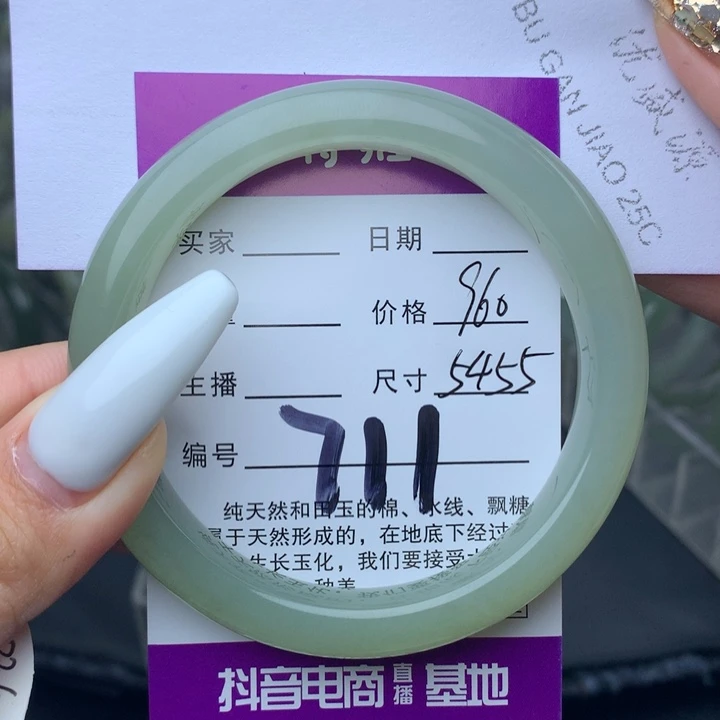 BU GAN JIAO 25C
买家
日期
价格 960
主播
尺寸 5455
编号 711
纯天然和田玉的棉、水线、飘糖
属于天然形成的，在地底下经过
生长玉化，我们要接受
种美
抖音电商直播基地